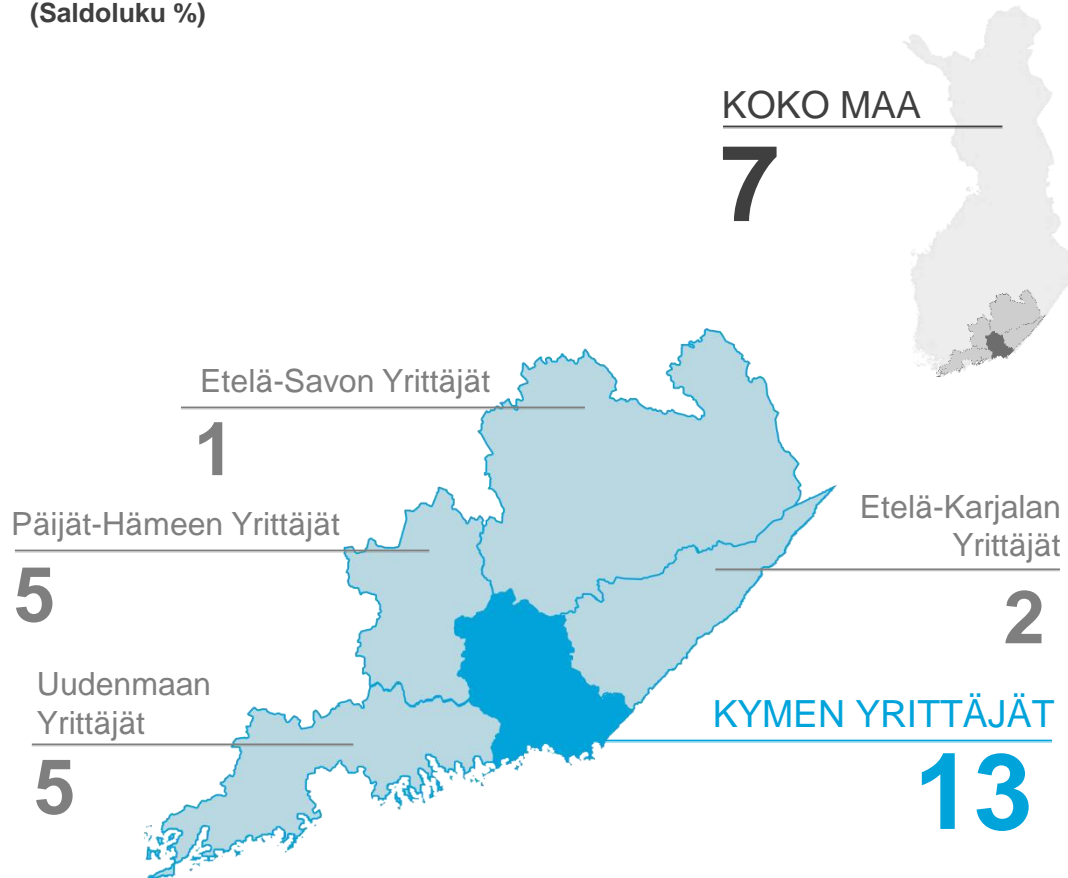 (Saldoluku %)
KOKO MAA
7
Etelä-Savon Yrittäjät
1
Päijät-Hämeen Yrittäjät
5
Etelä-Karjalan
Yrittäjät
2
Uudenmaan
Yrittäjät
5
KYMEN YRITTÄJÄT
13